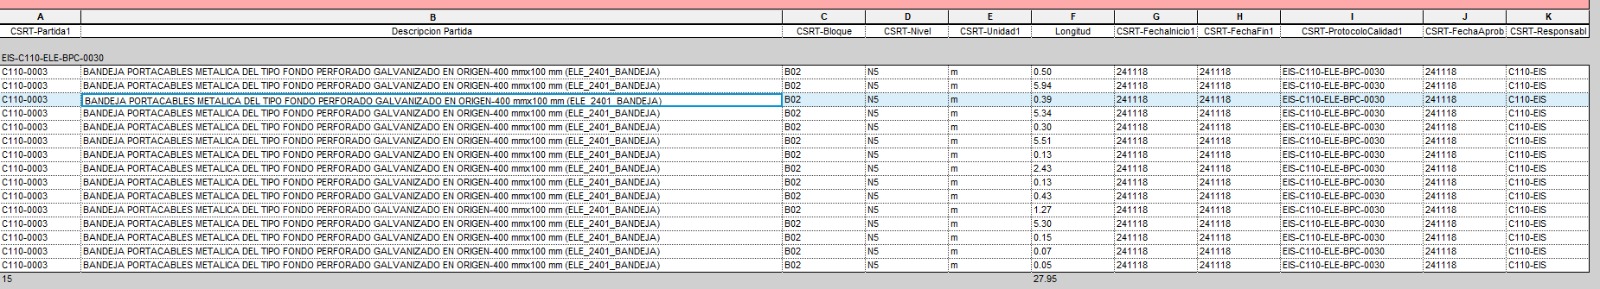 A B C D E F G H I J K
CSRT-Partida1 Descripcion Partida CSRT-Bloque CSRT-Nivel CSRT-Unidad1 Longitud CSRT-FechaInicio1 CSRT-FechaFin1 CSRT-ProtocoloCalidad1 CSRT-FechaAprob CSRT-Responsabl
EIS-C110-ELE-BPC-0030
C110-0003 BANDEJA PORTACABLES METALICA DEL TIPO FONDO PERFORADO GALVANIZADO EN ORIGEN-400 mmx100 mm (ELE_2401_BANDEJA) B02 N5 m 0.50 241118 241118 EIS-C110-ELE-BPC-0030 241118 C110-EIS
C110-0003 BANDEJA PORTACABLES METALICA DEL TIPO FONDO PERFORADO GALVANIZADO EN ORIGEN-400 mmx100 mm (ELE_2401_BANDEJA) B02 N5 m 5.94 241118 241118 EIS-C110-ELE-BPC-0030 241118 C110-EIS
C110-0003 BANDEJA PORTACABLES METALICA DEL TIPO FONDO PERFORADO GALVANIZADO EN ORIGEN-400 mmx100 mm (ELE_2401_BANDEJA) B02 N5 m 0.39 241118 241118 EIS-C110-ELE-BPC-0030 241118 C110-EIS
C110-0003 BANDEJA PORTACABLES METALICA DEL TIPO FONDO PERFORADO GALVANIZADO EN ORIGEN-400 mmx100 mm (ELE_2401_BANDEJA) B02 N5 m 5.34 241118 241118 EIS-C110-ELE-BPC-0030 241118 C110-EIS
C110-0003 BANDEJA PORTACABLES METALICA DEL TIPO FONDO PERFORADO GALVANIZADO EN ORIGEN-400 mmx100 mm (ELE_2401_BANDEJA) B02 N5 m 0.30 241118 241118 EIS-C110-ELE-BPC-0030 241118 C110-EIS
C110-0003 BANDEJA PORTACABLES METALICA DEL TIPO FONDO PERFORADO GALVANIZADO EN ORIGEN-400 mmx100 mm (ELE_2401_BANDEJA) B02 N5 m 5.51 241118 241118 EIS-C110-ELE-BPC-0030 241118 C110-EIS
C110-0003 BANDEJA PORTACABLES METALICA DEL TIPO FONDO PERFORADO GALVANIZADO EN ORIGEN-400 mmx100 mm (ELE_2401_BANDEJA) B02 N5 m 0.13 241118 241118 EIS-C110-ELE-BPC-0030 241118 C110-EIS
C110-0003 BANDEJA PORTACABLES METALICA DEL TIPO FONDO PERFORADO GALVANIZADO EN ORIGEN-400 mmx100 mm (ELE_2401_BANDEJA) B02 N5 m 2.43 241118 241118 EIS-C110-ELE-BPC-0030 241118 C110-EIS
C110-0003 BANDEJA PORTACABLES METALICA DEL TIPO FONDO PERFORADO GALVANIZADO EN ORIGEN-400 mmx100 mm (ELE_2401_BANDEJA) B02 N5 m 0.13 241118 241118 EIS-C110-ELE-BPC-0030 241118 C110-EIS
C110-0003 BANDEJA PORTACABLES METALICA DEL TIPO FONDO PERFORADO GALVANIZADO EN ORIGEN-400 mmx100 mm (ELE_2401_BANDEJA) B02 N5 m 0.43 241118 241118 EIS-C110-ELE-BPC-0030 241118 C110-EIS
C110-0003 BANDEJA PORTACABLES METALICA DEL TIPO FONDO PERFORADO GALVANIZADO EN ORIGEN-400 mmx100 mm (ELE_2401_BANDEJA) B02 N5 m 1.27 241118 241118 EIS-C110-ELE-BPC-0030 241118 C110-EIS
C110-0003 BANDEJA PORTACABLES METALICA DEL TIPO FONDO PERFORADO GALVANIZADO EN ORIGEN-400 mmx100 mm (ELE_2401_BANDEJA) B02 N5 m 5.30 241118 241118 EIS-C110-ELE-BPC-0030 241118 C110-EIS
C110-0003 BANDEJA PORTACABLES METALICA DEL TIPO FONDO PERFORADO GALVANIZADO EN ORIGEN-400 mmx100 mm (ELE_2401_BANDEJA) B02 N5 m 0.15 241118 241118 EIS-C110-ELE-BPC-0030 241118 C110-EIS
C110-0003 BANDEJA PORTACABLES METALICA DEL TIPO FONDO PERFORADO GALVANIZADO EN ORIGEN-400 mmx100 mm (ELE_2401_BANDEJA) B02 N5 m 0.07 241118 241118 EIS-C110-ELE-BPC-0030 241118 C110-EIS
C110-0003 BANDEJA PORTACABLES METALICA DEL TIPO FONDO PERFORADO GALVANIZADO EN ORIGEN-400 mmx100 mm (ELE_2401_BANDEJA) B02 N5 m 0.05 241118 241118 EIS-C110-ELE-BPC-0030 241118 C110-EIS
15 27.95